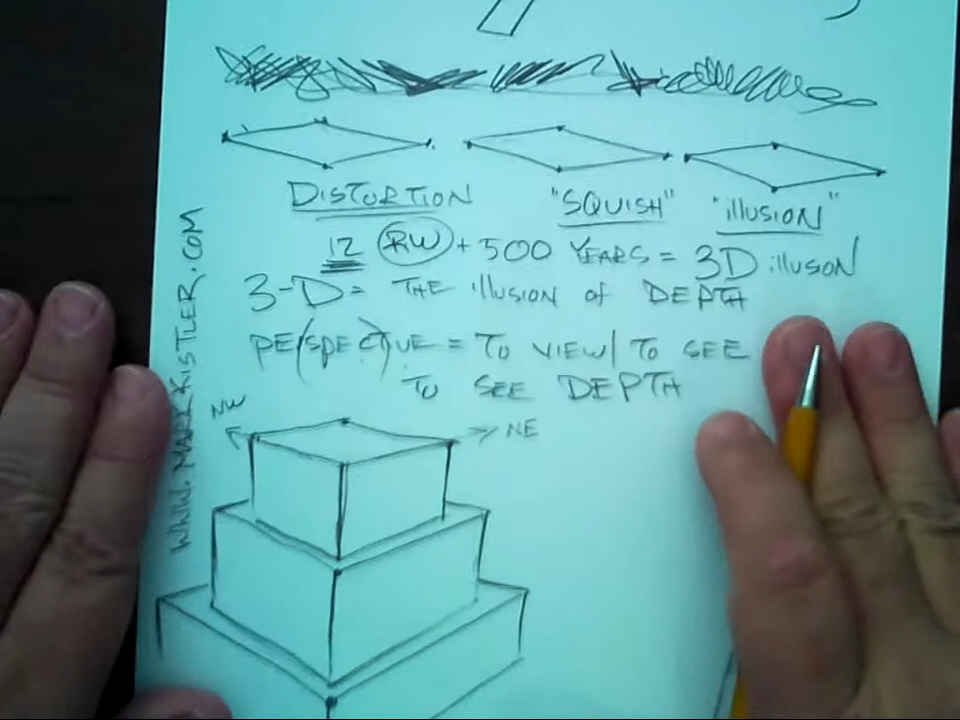 DISTORTION "SQUISH" "illUSION"
12 RW + 500 YEARS = 3D illusoN
3-D = THE illusion of DEPTH
PERSPECTIVE = TO VIEW / TO SEE
TO SEE DEPTH
NW
NE
WWW.MARKKISTLER.COM